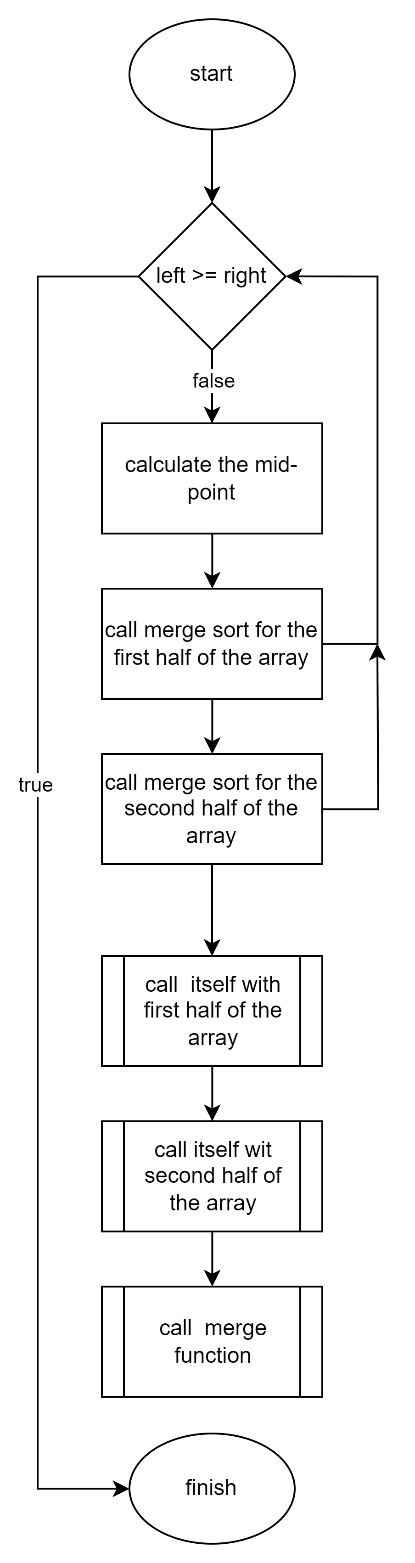 start
left >= right
false
calculate the mid-
point
call merge sort for the
first half of the array
call merge sort for the
second half of the
array
true
call  itself with
first half of the
array
call itself wit
second half of
the array
call  merge
function
finish